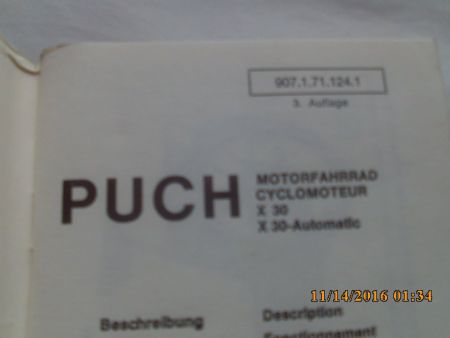 907.1.71.124.1
3. Auflage
PUCH
MOTORFAHRRAD
CYCLOMOTEUR
X 30
X 30-Automatic
Beschreibung
Description
Fonctionnement
11/14/2016 01:34